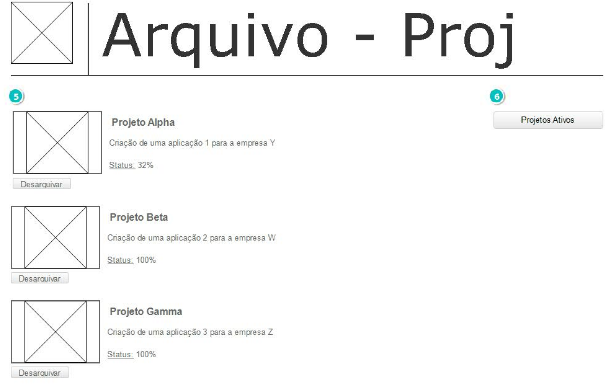 Arquivo - Proj
5
6
Projetos Ativos
Projeto Alpha
Criação de uma aplicação 1 para a empresa Y
Status: 32%
Desarquivar
Projeto Beta
Criação de uma aplicação 2 para a empresa W
Status: 100%
Desarquivar
Projeto Gamma
Criação de uma aplicação 3 para a empresa Z
Status: 100%
Desarquivar